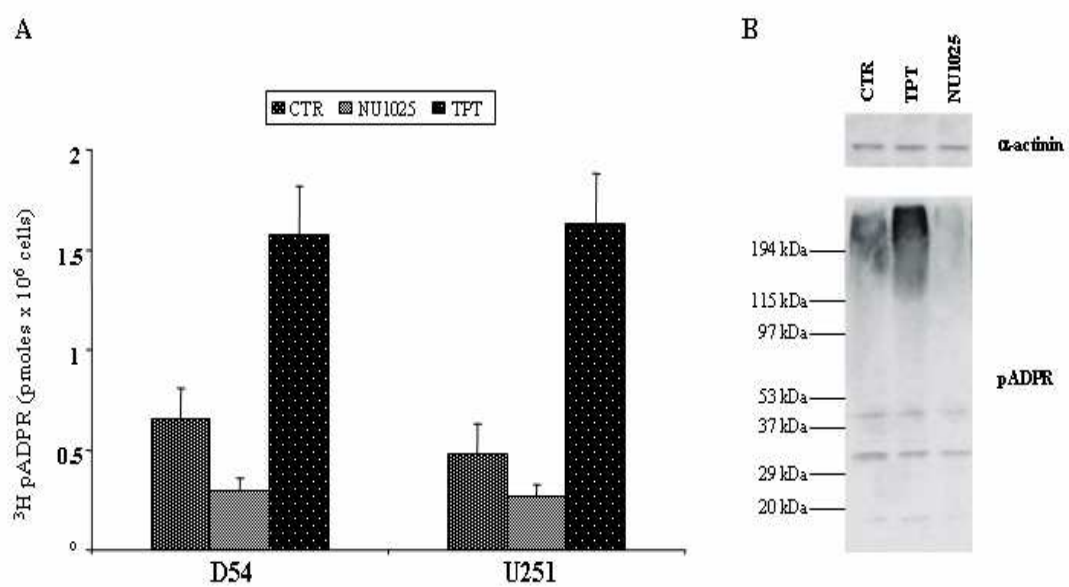 A
CTR NU1025 TPT
³H pADPR (pmoles x 10⁶ cells)
2
1.5
1
0.5
0
D54 U251
B
CTR TPT NU1025
α-actinin
194 kDa
115 kDa
97 kDa
53 kDa
37 kDa
29 kDa
20 kDa
pADPR